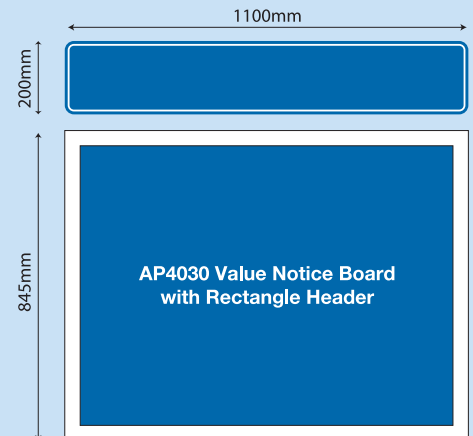 1100mm
200mm
845mm
AP4030 Value Notice Board
with Rectangle Header